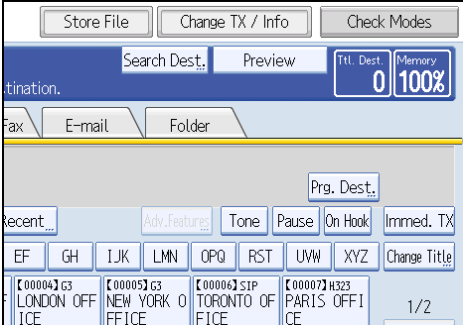 Store File Change TX / Info Check Modes
Search Dest. Preview Ttl. Dest. Memory
tination. 0 100%
Fax E-mail Folder
Prg. Dest.
Recent Adv.Features Tone Pause On Hook Immed. TX
EF GH IJK LMN OPQ RST UVW XYZ Change Title
【00004】G3 【00005】G3 【00006】SIP 【00007】H323
F LONDON OFF NEW YORK O TORONTO OF PARIS OFFI 1/2
ICE FFICE FICE CE